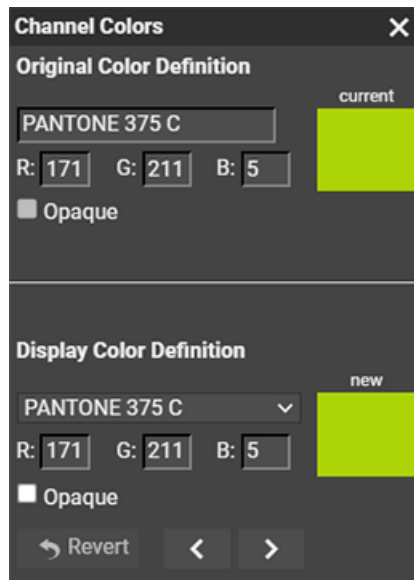 Channel Colors
Original Color Definition
current
PANTONE 375 C
R: 171 G: 211 B: 5
Opaque
Display Color Definition
new
PANTONE 375 C
R: 171 G: 211 B: 5
Opaque
Revert